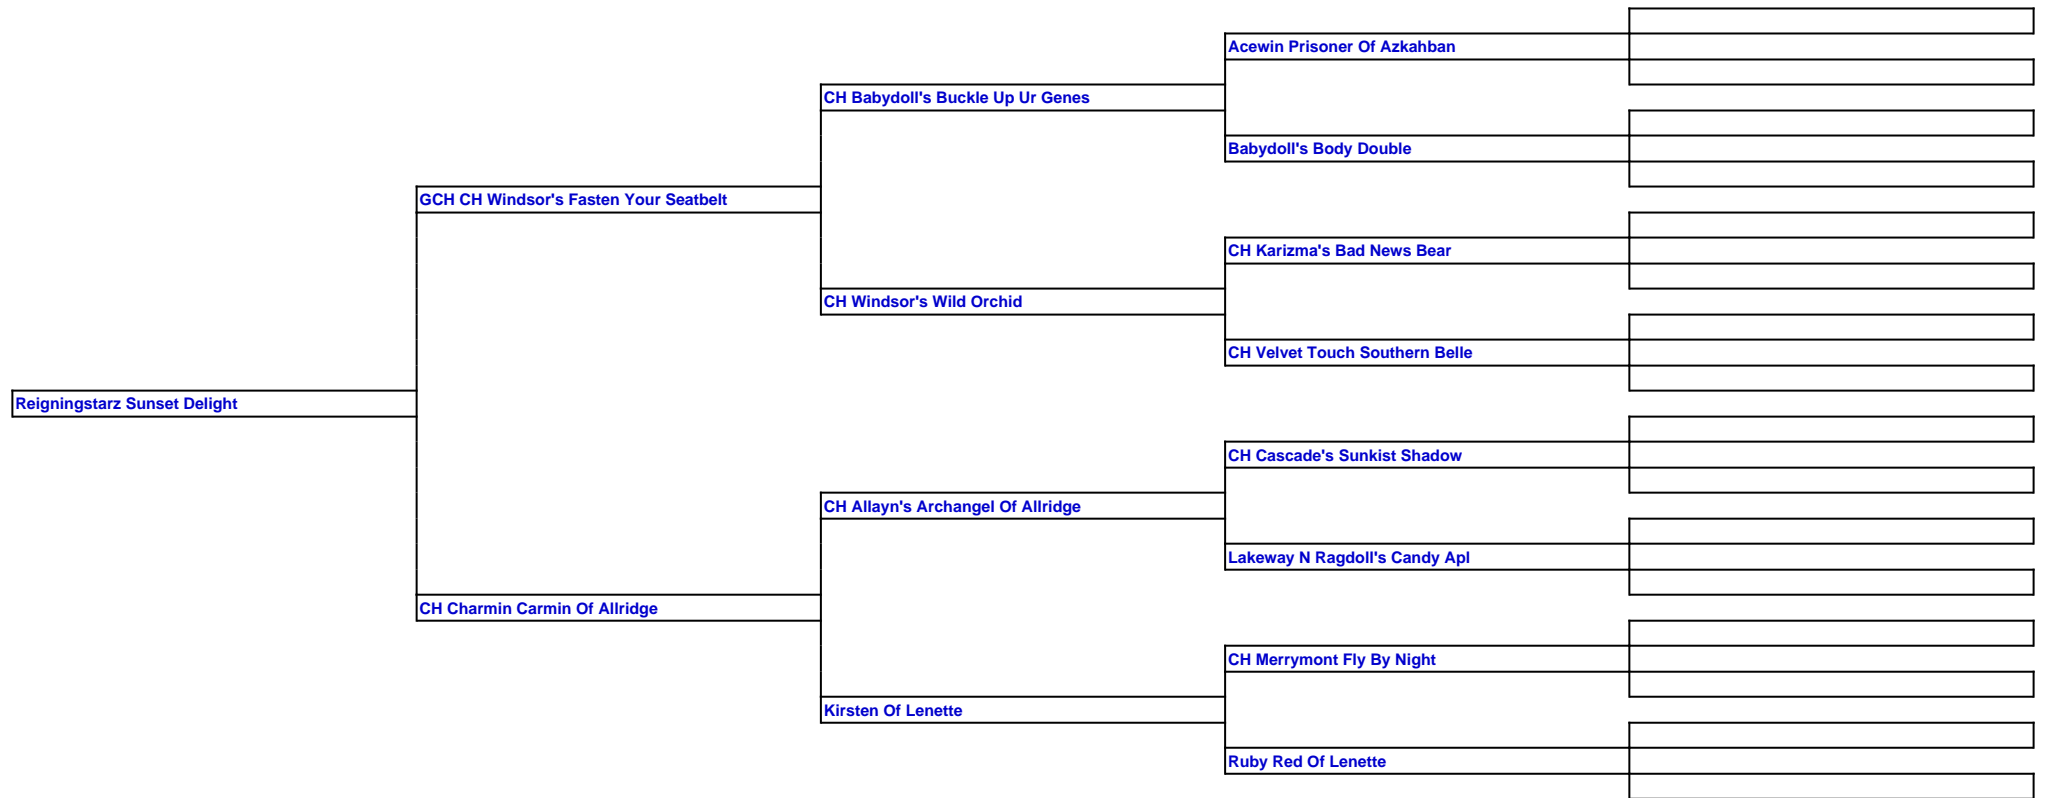 Acewin Prisoner Of Azkahban
CH Babydoll's Buckle Up Ur Genes
Babydoll's Body Double
GCH CH Windsor's Fasten Your Seatbelt
CH Karizma's Bad News Bear
CH Windsor's Wild Orchid
CH Velvet Touch Southern Belle
Reigningstarz Sunset Delight
CH Cascade's Sunkist Shadow
CH Allayn's Archangel Of Allridge
Lakeway N Ragdoll's Candy Apl
CH Charmin Carmin Of Allridge
CH Merrymont Fly By Night
Kirsten Of Lenette
Ruby Red Of Lenette